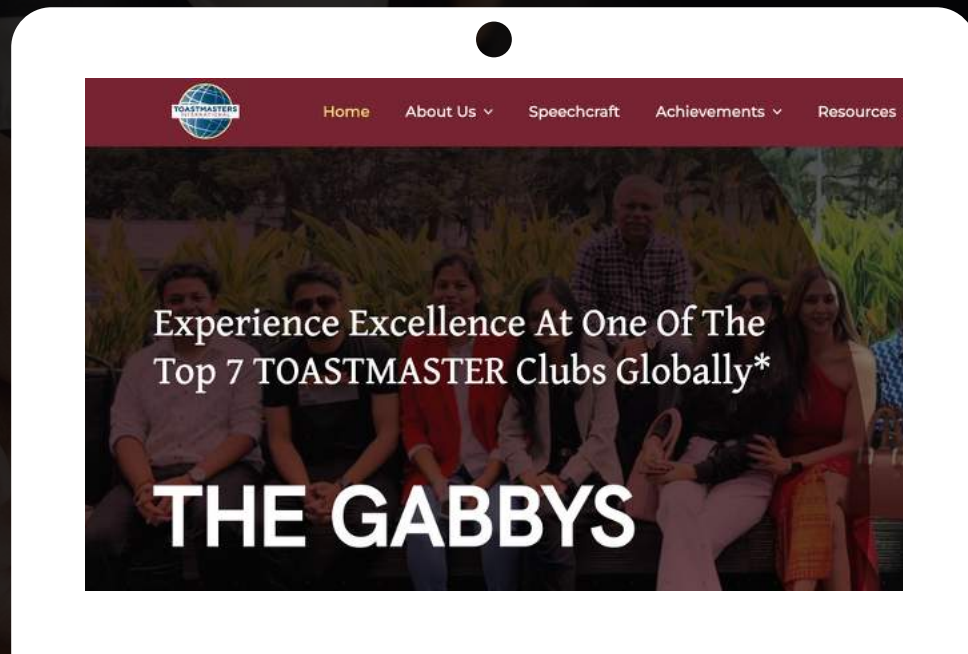 TOASTMASTERS
INTERNATIONAL
Home
About Us
Speechcraft
Achievements
Resources
Experience Excellence At One Of The
Top 7 TOASTMASTER Clubs Globally*
THE GABBYS